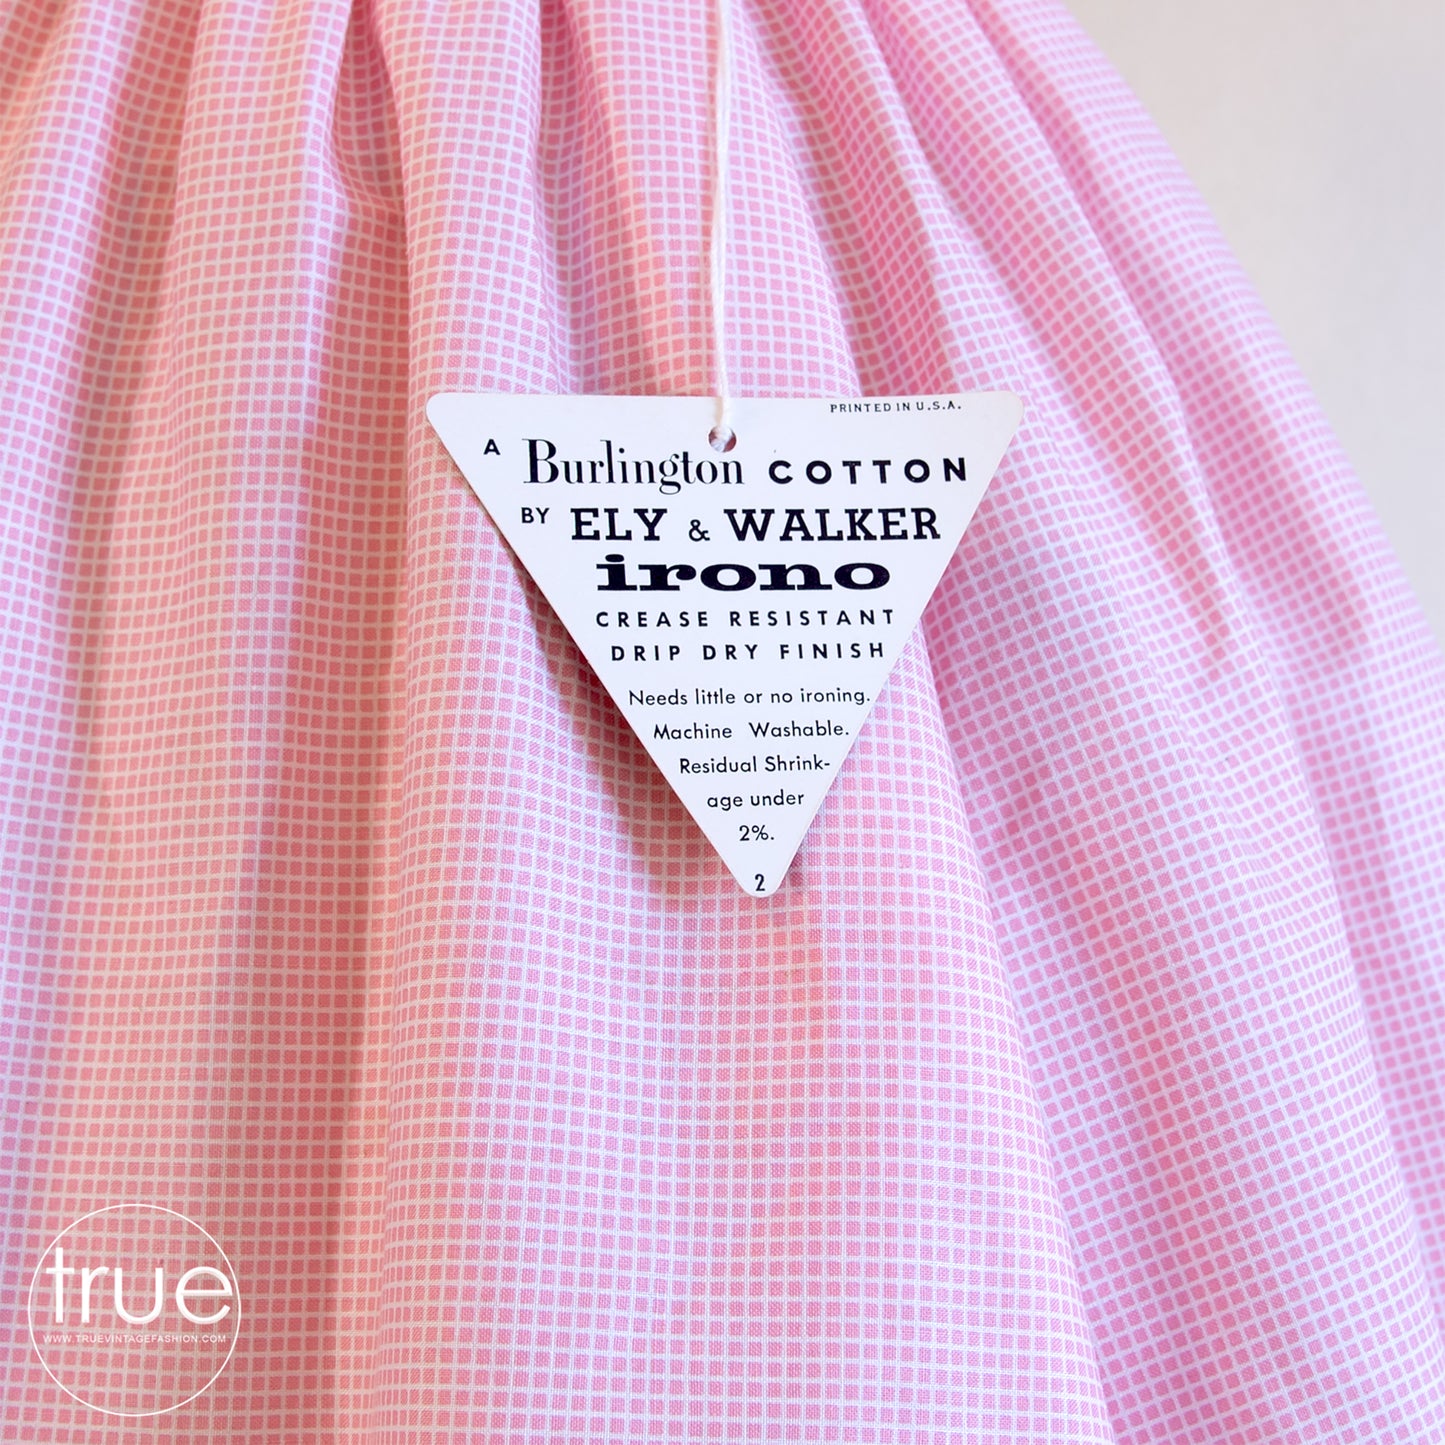 PRINTED IN U.S.A.
A Burlington COTTON
BY ELY & WALKER
irono
CREASE RESISTANT
DRIP DRY FINISH
Needs little or no ironing.
Machine Washable.
Residual Shrink-
age under
2%.
2
true
WWW.TRUEVINTAGEFASHION.COM